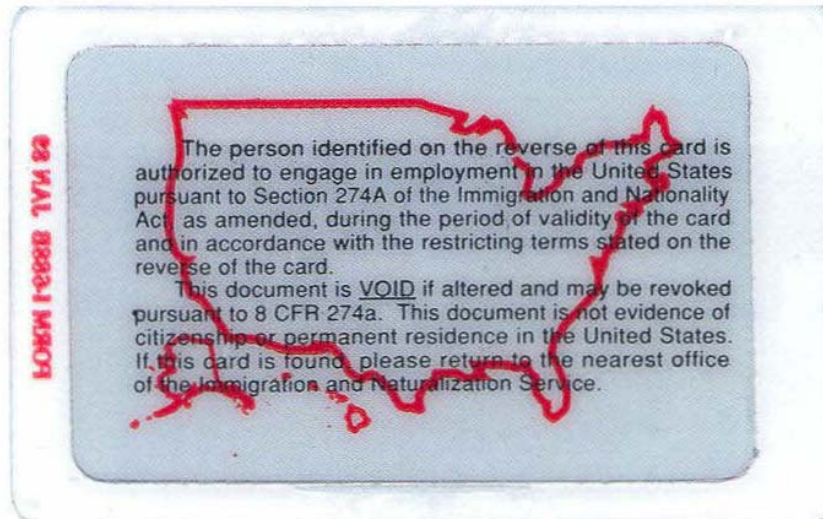 The person identified on the reverse of this card is
authorized to engage in employment in the United States
pursuant to Section 274A of the Immigration and Nationality
Act, as amended, during the period of validity of the card
and in accordance with the restricting terms stated on the
reverse of the card.
This document is VOID if altered and may be revoked
pursuant to 8 CFR 274a. This document is not evidence of
citizenship or permanent residence in the United States.
If this card is found, please return to the nearest office
of the Immigration and Naturalization Service.
FORM JAN